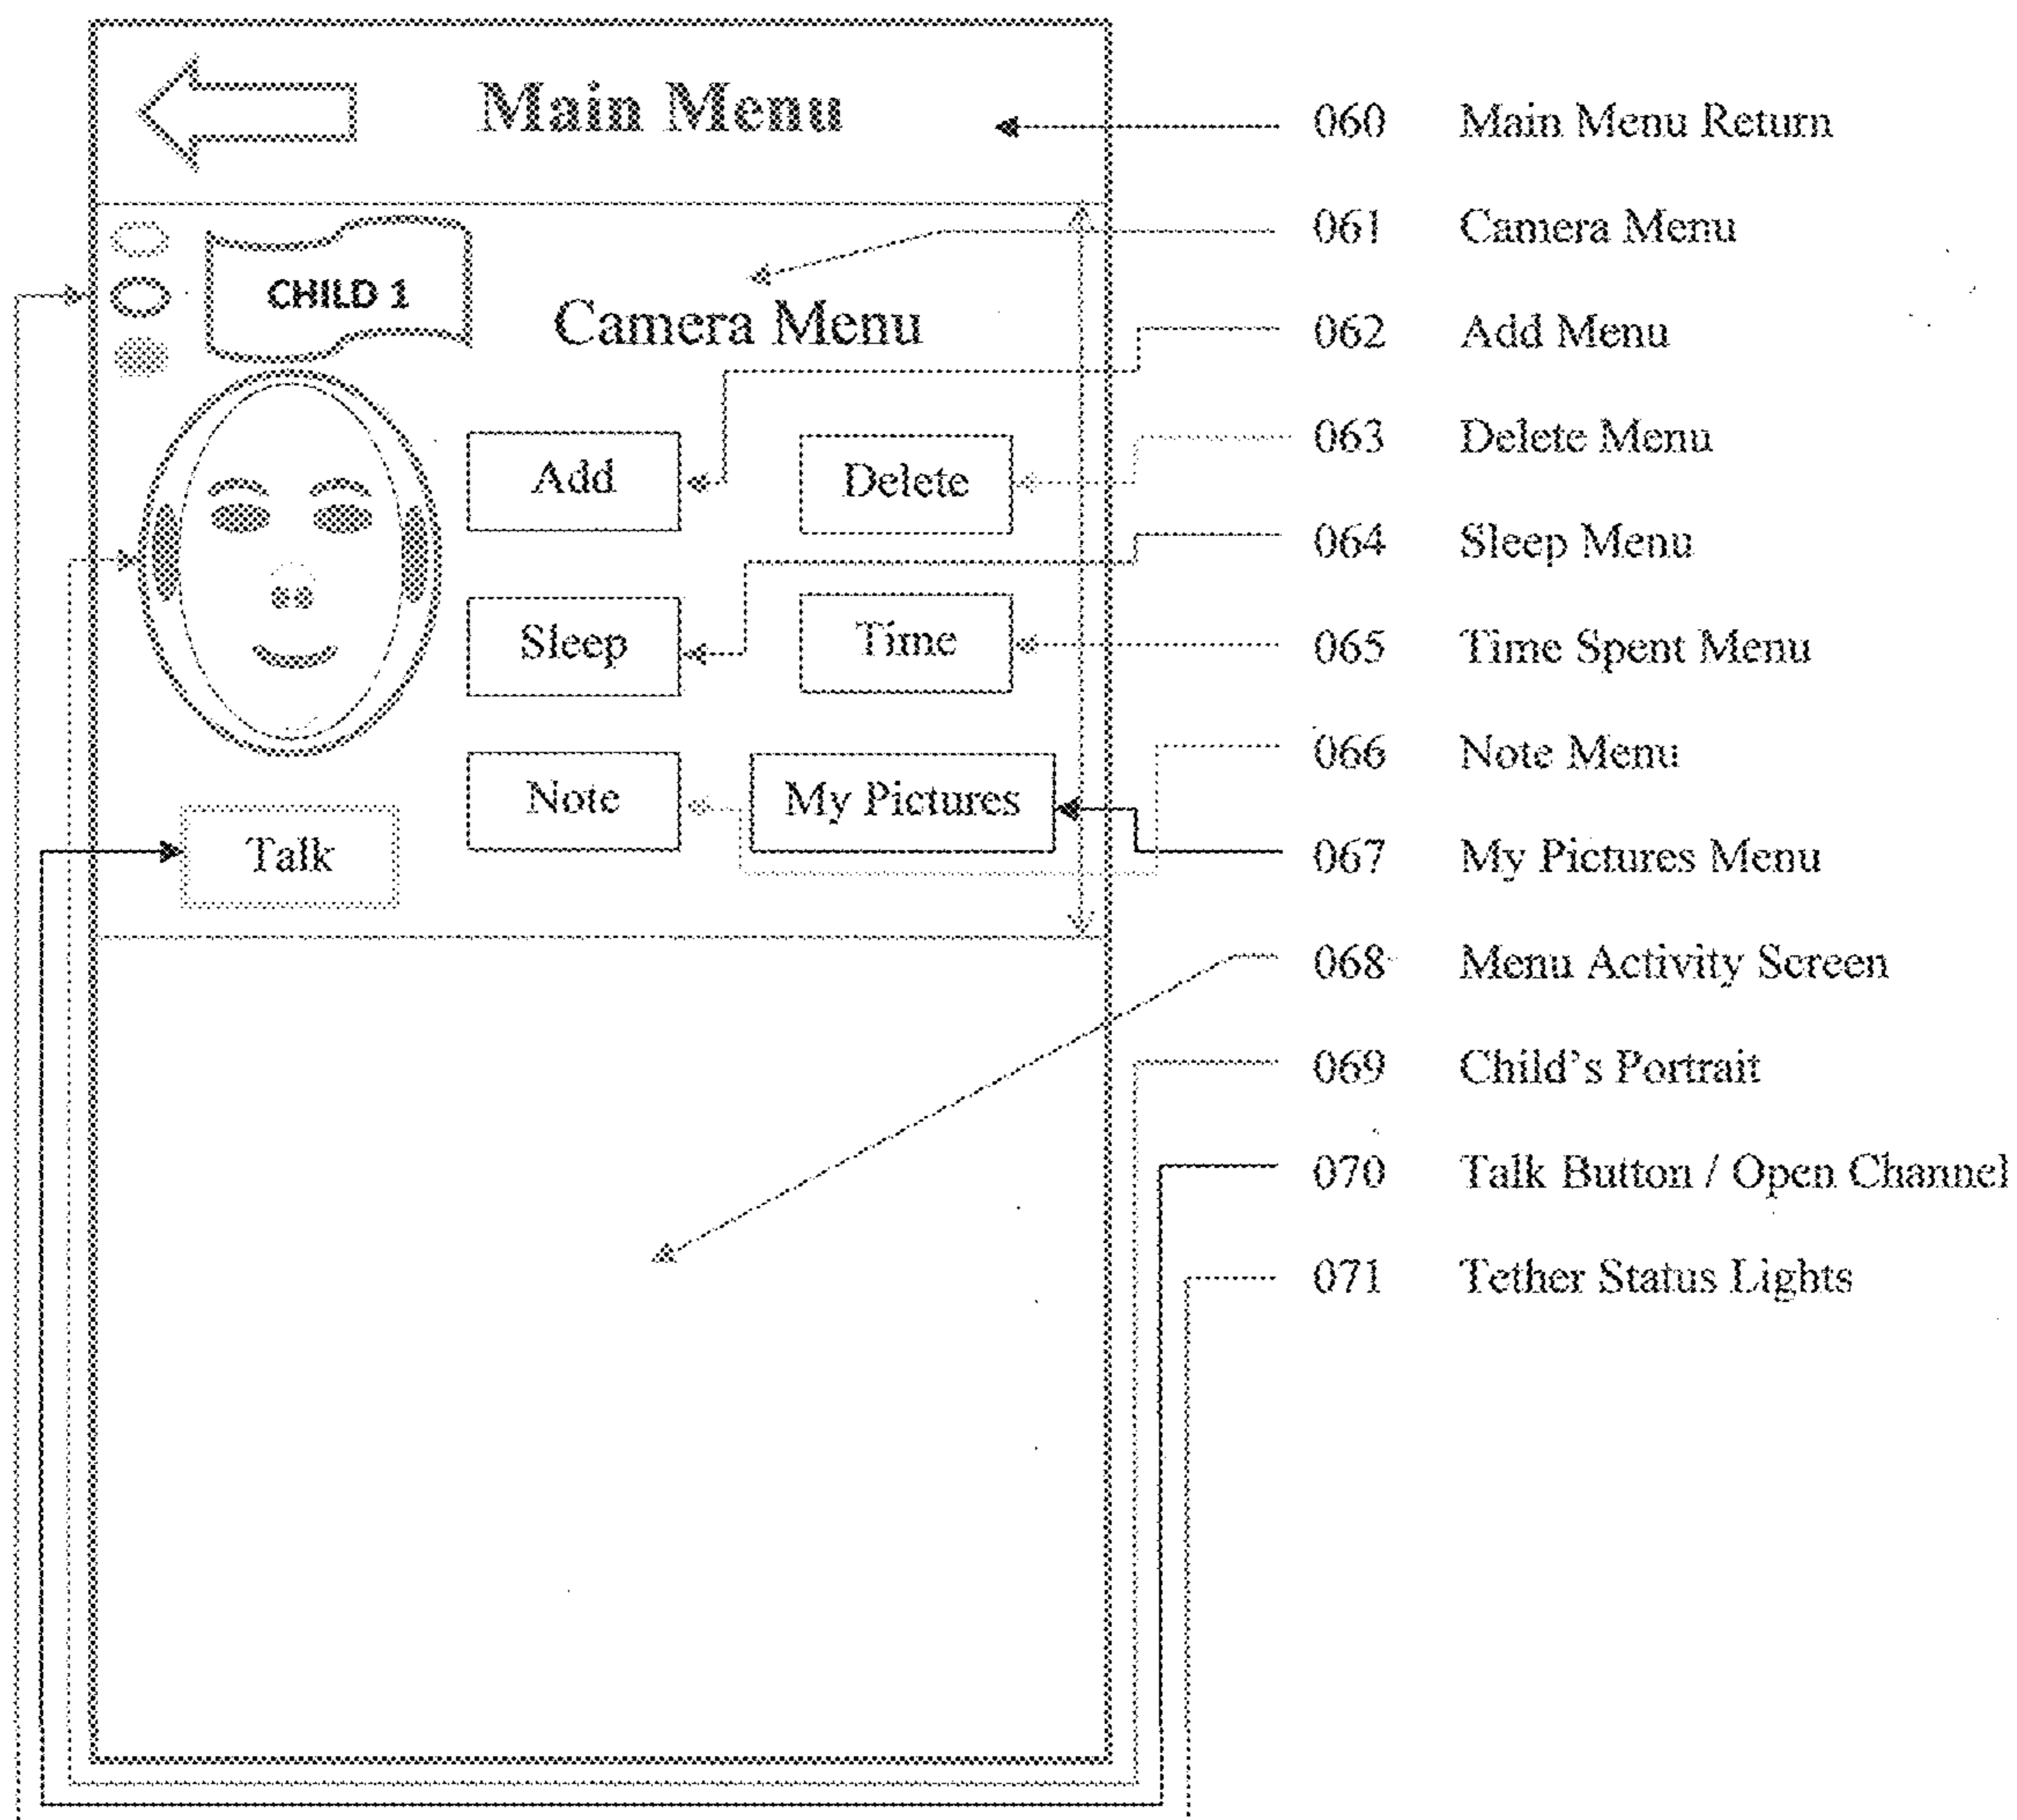 Main Menu
CHILD 1
Camera Menu
Add
Delete
Sleep
Time
Note
My Pictures
Talk
060 Main Menu Return
061 Camera Menu
062 Add Menu
063 Delete Menu
064 Sleep Menu
065 Time Spent Menu
066 Note Menu
067 My Pictures Menu
068 Menu Activity Screen
069 Child's Portrait
070 Talk Button / Open Channel
071 Tether Status Lights